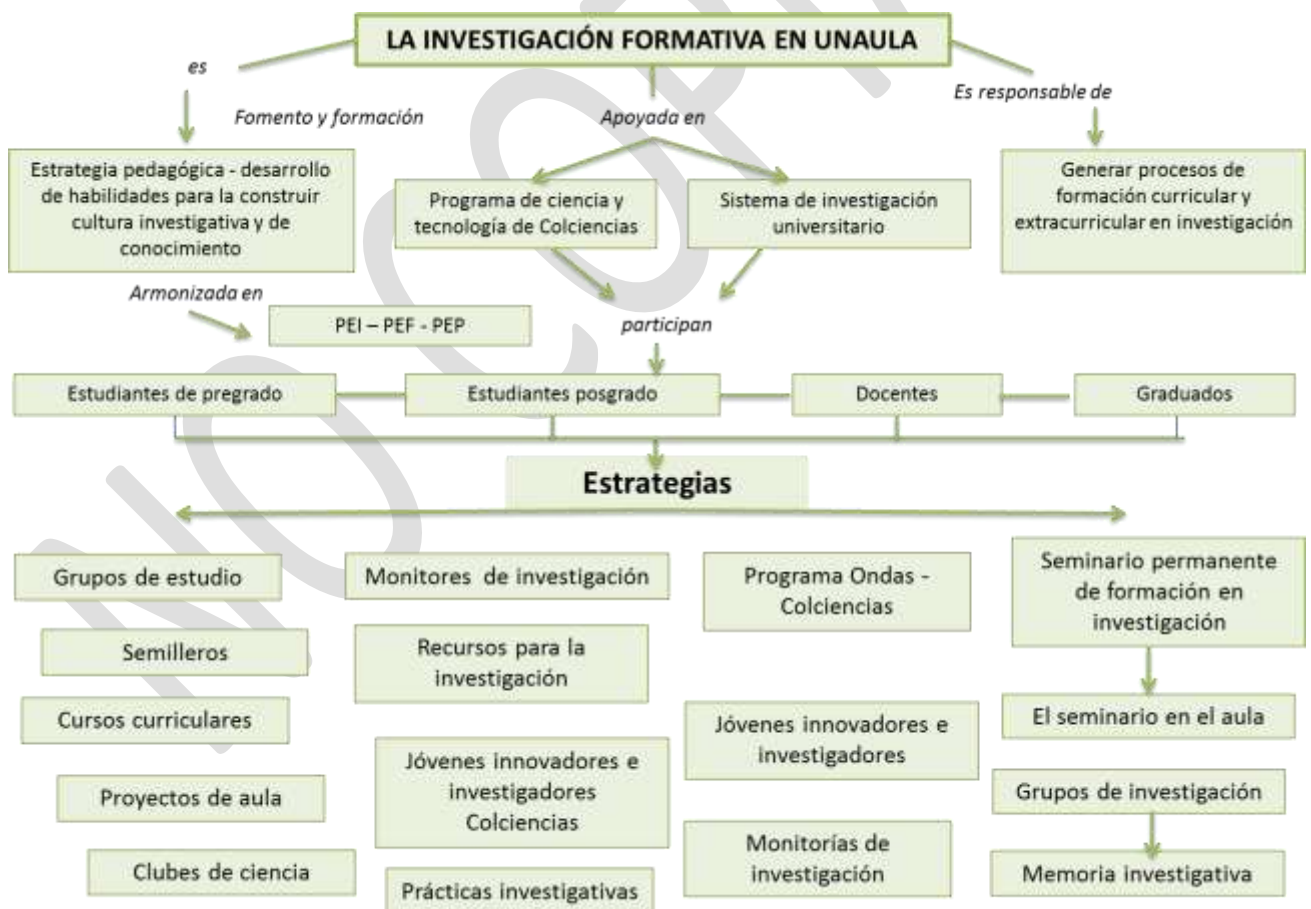 LA INVESTIGACIÓN FORMATIVA EN UNAULA
es
Fomento y formación
Apoyada en
Es responsable de
Estrategia pedagógica - desarrollo
de habilidades para la construir
cultura investigativa y de
conocimiento
Programa de ciencia y
tecnología de Colciencias
Sistema de investigación
universitario
Generar procesos de
formación curricular y
extracurricular en investigación
Armonizada en
PEI – PEF - PEP
participan
Estudiantes de pregrado
Estudiantes posgrado
Docentes
Graduados
Estrategias
Grupos de estudio
Semilleros
Cursos curriculares
Proyectos de aula
Clubes de ciencia
Monitores de investigación
Recursos para la
investigación
Jóvenes innovadores e
investigadores
Colciencias
Prácticas investigativas
Programa Ondas -
Colciencias
Jóvenes innovadores e
investigadores
Monitorías de
investigación
Seminario permanente
de formación en
investigación
El seminario en el aula
Grupos de investigación
Memoria investigativa